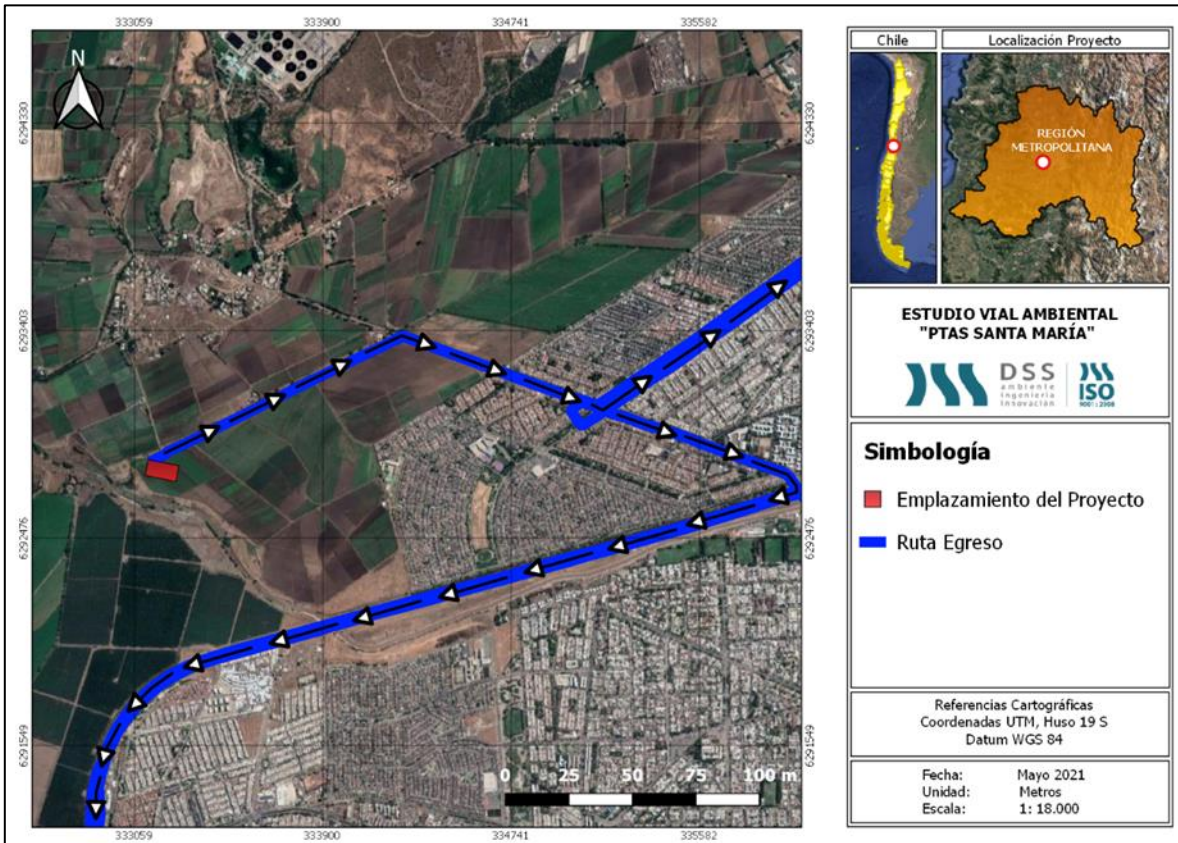 333059 333900 334741 335582
N
6294330 6294330
6293403 6293403
6292476 6292476
6291549 6291549
0 25 50 75 100 m
333059 333900 334741 335582
Chile
Localización Proyecto
REGIÓN
METROPOLITANA
ESTUDIO VIAL AMBIENTAL
"PTAS SANTA MARÍA"
DSS
ambiente
ingeniería
innovación
ISO
9001:2008
Simbología
Emplazamiento del Proyecto
Ruta Egreso
Referencias Cartográficas
Coordenadas UTM, Huso 19 S
Datum WGS 84
Fecha: Mayo 2021
Unidad: Metros
Escala: 1: 18.000